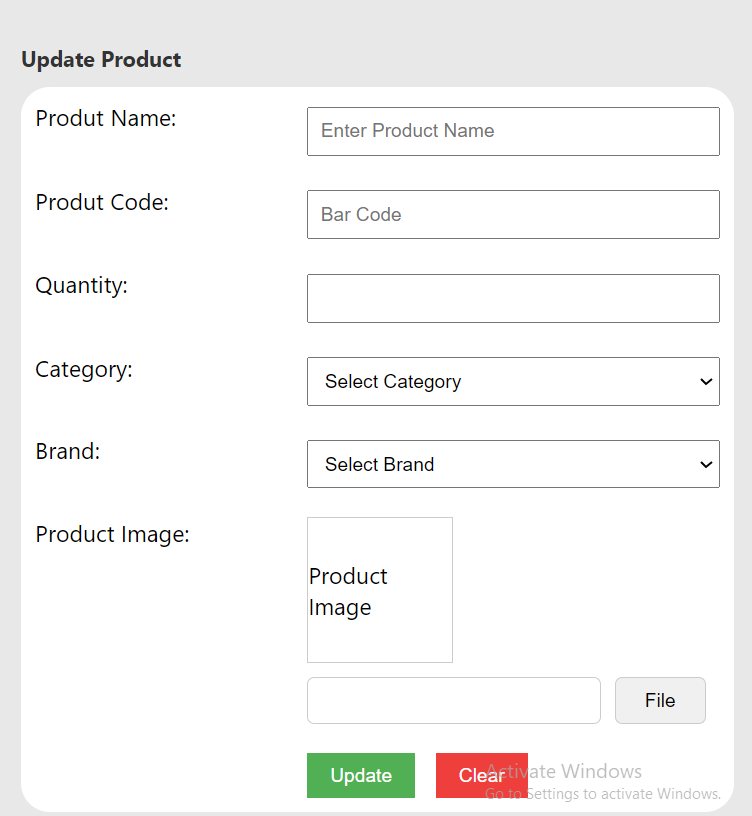 Update Product
Produt Name:
Enter Product Name
Produt Code:
Bar Code
Quantity:
Category:
Select Category
Brand:
Select Brand
Product Image:
Product
Image
File
Update
Clear
Activate Windows
Go to Settings to activate Windows.